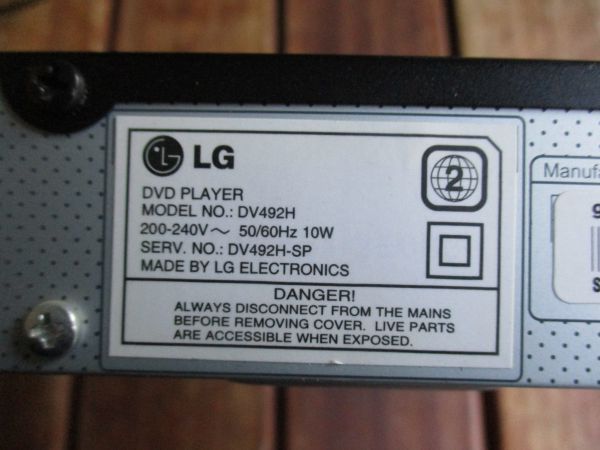 LG
2
DVD PLAYER
MODEL NO.: DV492H
200-240V～ 50/60Hz 10W
SERV. NO.: DV492H-SP
MADE BY LG ELECTRONICS
DANGER!
ALWAYS DISCONNECT FROM THE MAINS
BEFORE REMOVING COVER. LIVE PARTS
ARE ACCESSIBLE WHEN EXPOSED.
Manufa
9
S